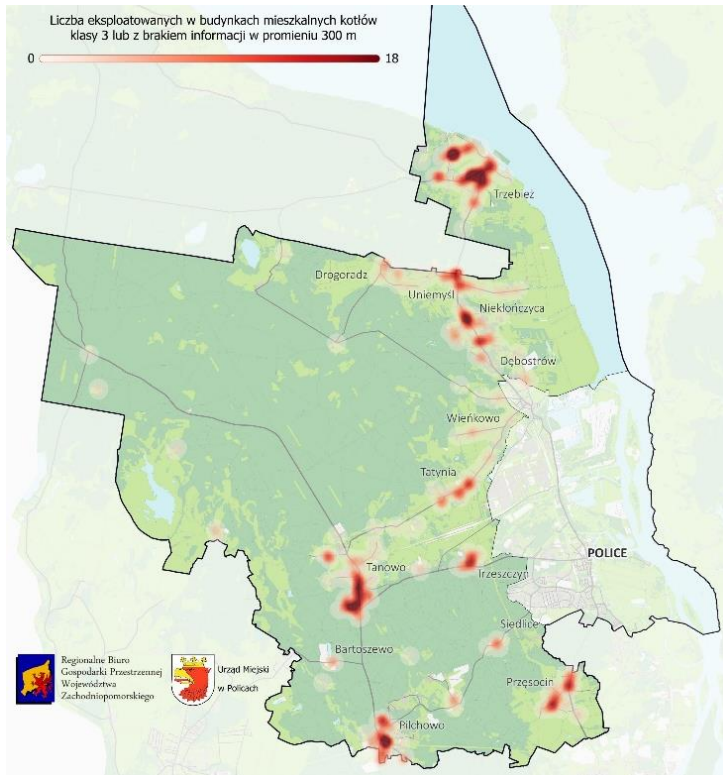 Liczba eksploatowanych w budynkach mieszkalnych kotłów
klasy 3 lub z brakiem informacji w promieniu 300 m
0
18
Trzebież
Drogoradz
Uniemyśl
Niekłończyca
Dębostrów
Wieńkowo
Tatynia
POLICE
Tanowo
Trzeszczyn
Siedlice
Bartoszewo
Przęsocin
Pilchowo
Regionalne Biuro
Gospodarki Przestrzennej
Województwa
Zachodniopomorskiego
Urząd Miejski
w Policach